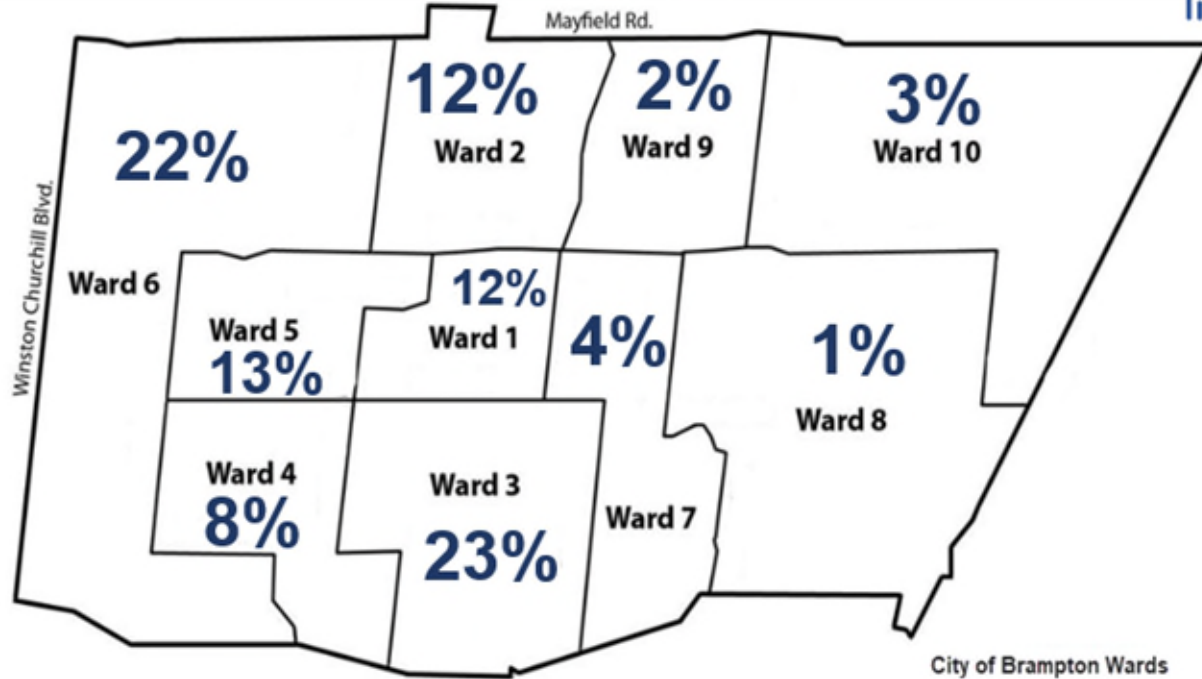 Mayfield Rd.
12%
Ward 2
2%
Ward 9
3%
Ward 10
22%
Winston Churchill Blvd.
Ward 6
Ward 5
13%
12%
Ward 1
4%
1%
Ward 8
Ward 4
8%
Ward 3
23%
Ward 7
City of Brampton Wards